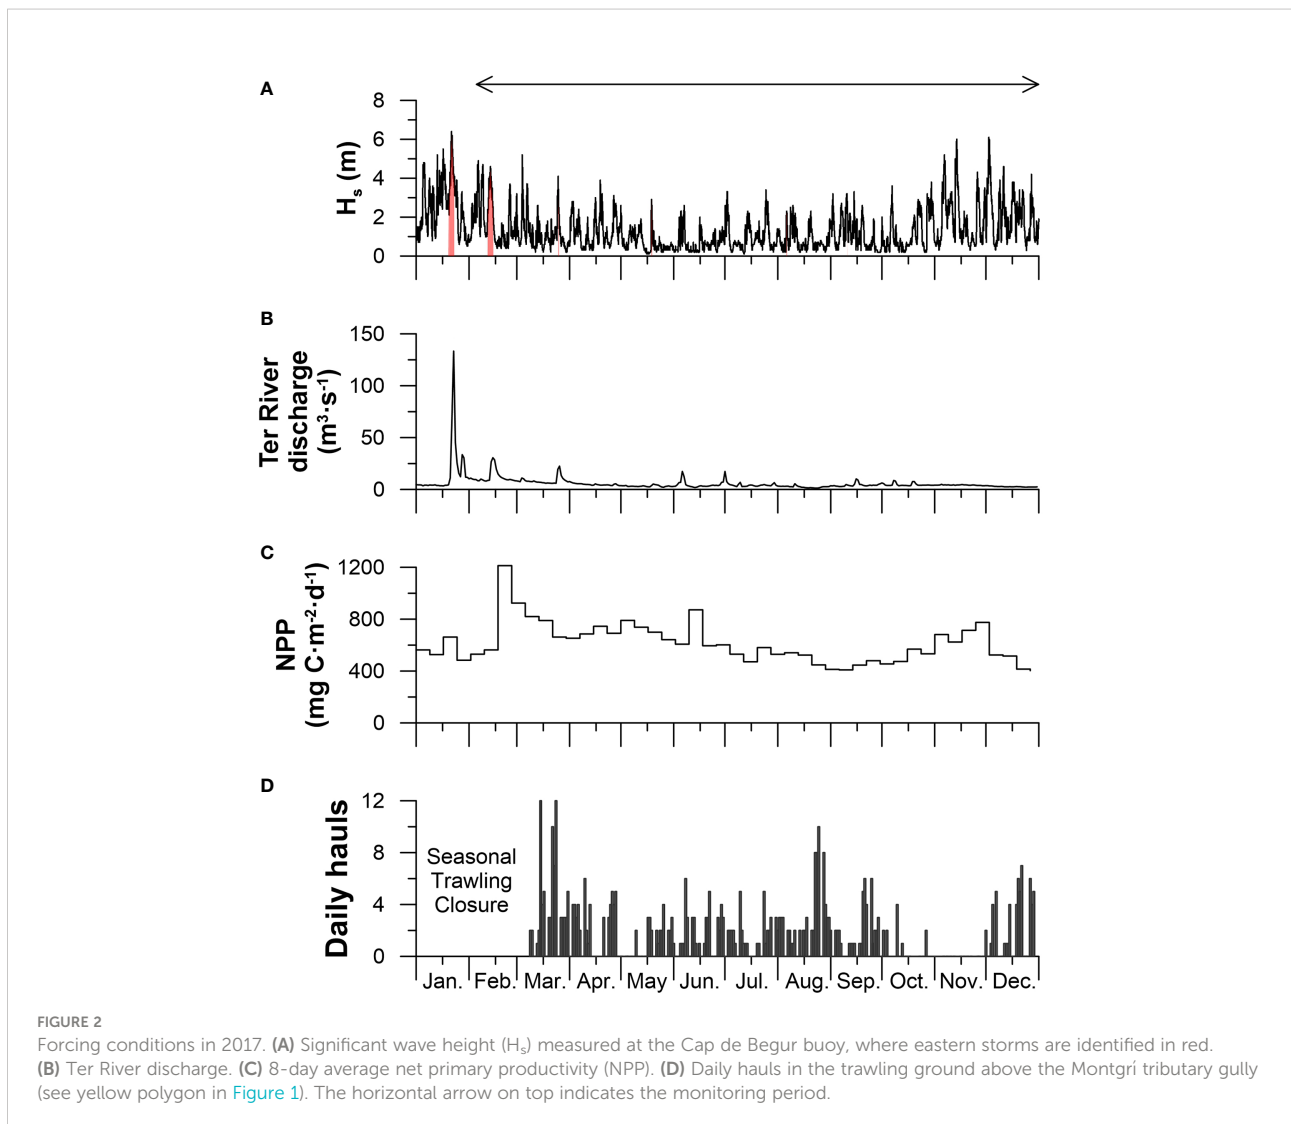 A
8
6
4
2
0
Hs (m)
B
150
100
50
0
Ter River
discharge
(m³·s⁻¹)
C
1200
800
400
0
NPP
(mg C·m⁻²·d⁻¹)
D
12
8
4
0
Daily hauls
Seasonal
Trawling
Closure
Jan. Feb. Mar. Apr. May Jun. Jul. Aug. Sep. Oct. Nov. Dec.
FIGURE 2
Forcing conditions in 2017. (A) Significant wave height (Hs) measured at the Cap de Begur buoy, where eastern storms are identified in red.
(B) Ter River discharge. (C) 8-day average net primary productivity (NPP). (D) Daily hauls in the trawling ground above the Montgrí tributary gully
(see yellow polygon in Figure 1). The horizontal arrow on top indicates the monitoring period.